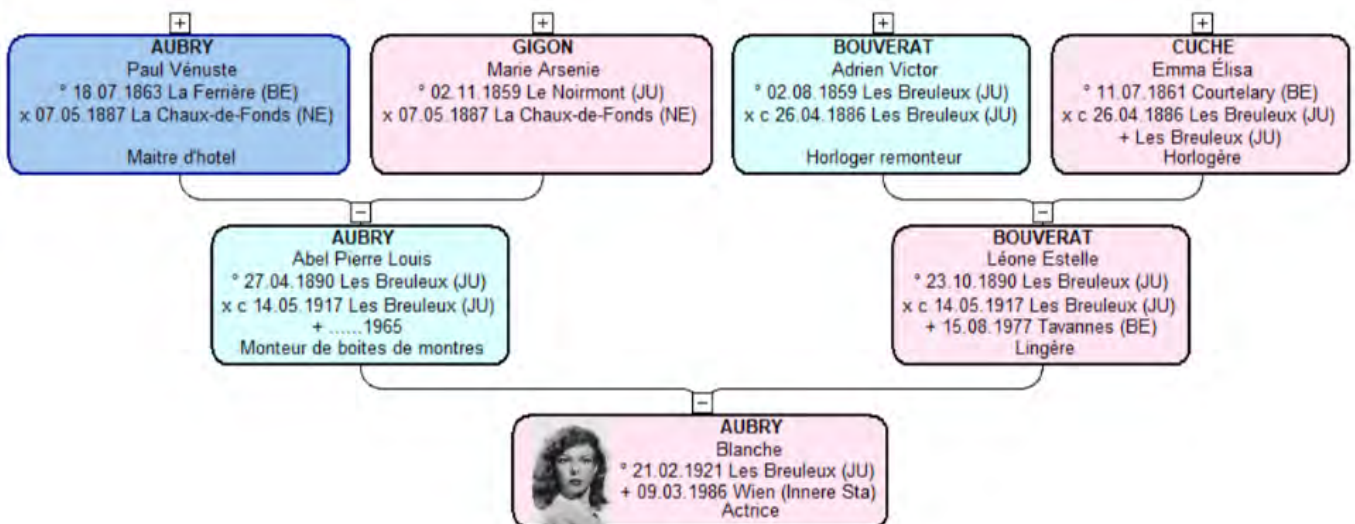 AUBRY
Paul Vénuste
° 18.07.1863 La Ferrière (BE)
x 07.05.1887 La Chaux-de-Fonds (NE)
Maitre d'hotel
GIGON
Marie Arsenie
° 02.11.1859 Le Noirmont (JU)
x 07.05.1887 La Chaux-de-Fonds (NE)
BOUVERAT
Adrien Victor
° 02.08.1859 Les Breuleux (JU)
x c 26.04.1886 Les Breuleux (JU)
Horloger remonteur
CUCHE
Emma Élisa
° 11.07.1861 Courtelary (BE)
x c 26.04.1886 Les Breuleux (JU)
+ Les Breuleux (JU)
Horlogère
AUBRY
Abel Pierre Louis
° 27.04.1890 Les Breuleux (JU)
x c 14.05.1917 Les Breuleux (JU)
+ ......1965
Monteur de boites de montres
BOUVERAT
Léone Estelle
° 23.10.1890 Les Breuleux (JU)
x c 14.05.1917 Les Breuleux (JU)
+ 15.08.1977 Tavannes (BE)
Lingère
AUBRY
Blanche
° 21.02.1921 Les Breuleux (JU)
+ 09.03.1986 Wien (Innere Sta)
Actrice